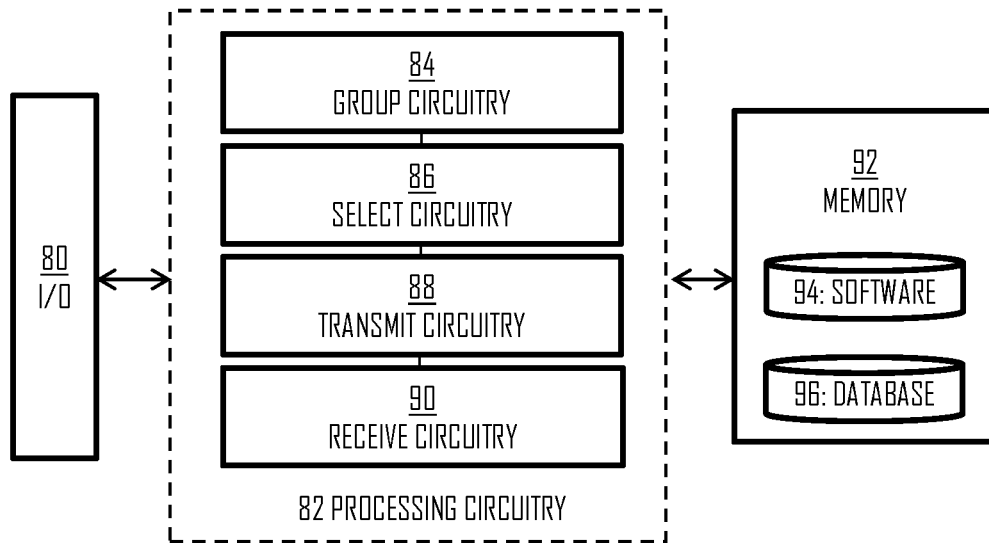 80
I/O
84
GROUP CIRCUITRY
86
SELECT CIRCUITRY
88
TRANSMIT CIRCUITRY
90
RECEIVE CIRCUITRY
82 PROCESSING CIRCUITRY
92
MEMORY
94: SOFTWARE
96: DATABASE